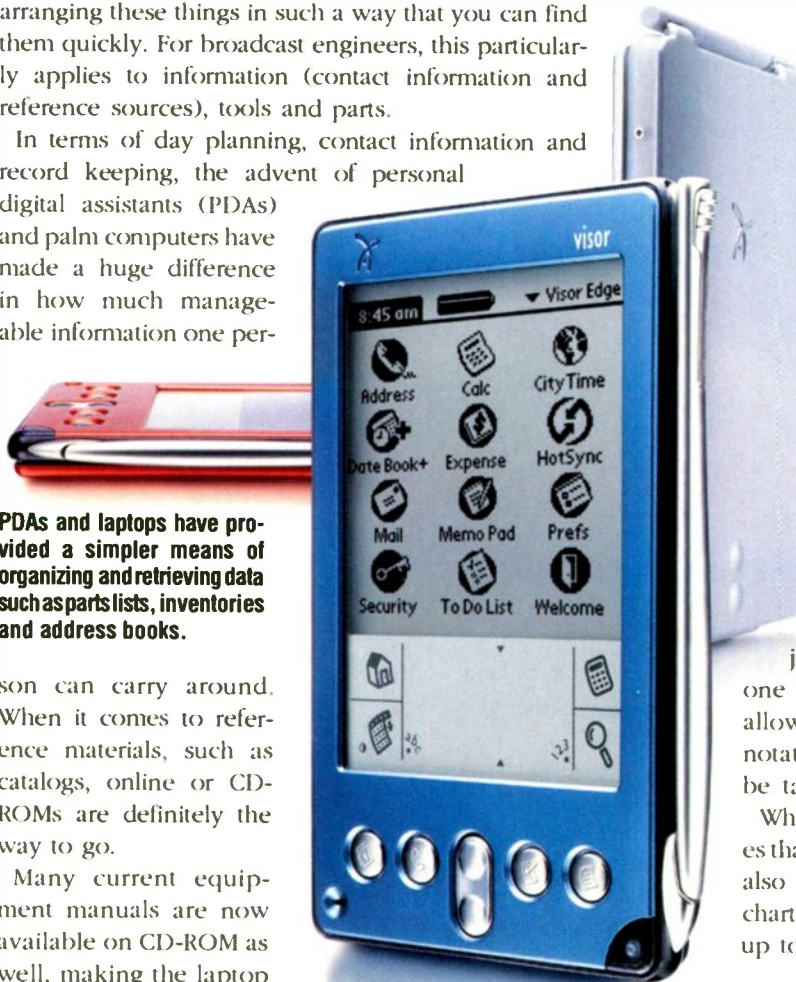 arranging these things in such a way that you can find
them quickly. For broadcast engineers, this particular-
ly applies to information (contact information and
reference sources), tools and parts.
In terms of day planning, contact information and
record keeping, the advent of personal
digital assistants (PDAs)
and palm computers have
made a huge difference
in how much manage-
able information one per-
PDAs and laptops have pro-
vided a simpler means of
organizing and retrieving data
such as parts lists, inventories
and address books.
son can carry around.
When it comes to refer-
ence materials, such as
catalogs, online or CD-
ROMs are definitely the
way to go.
Many current equip-
ment manuals are now
available on CD-ROM as
well, making the laptop
visor
8:45 am
Visor Edge
Address Calc CityTime
Date Book+ Expense HotSync
Mail Memo Pad Prefs
Security To Do List Welcome
j
one
allow
notat
be ta
Wh
es tha
also
chart
up to